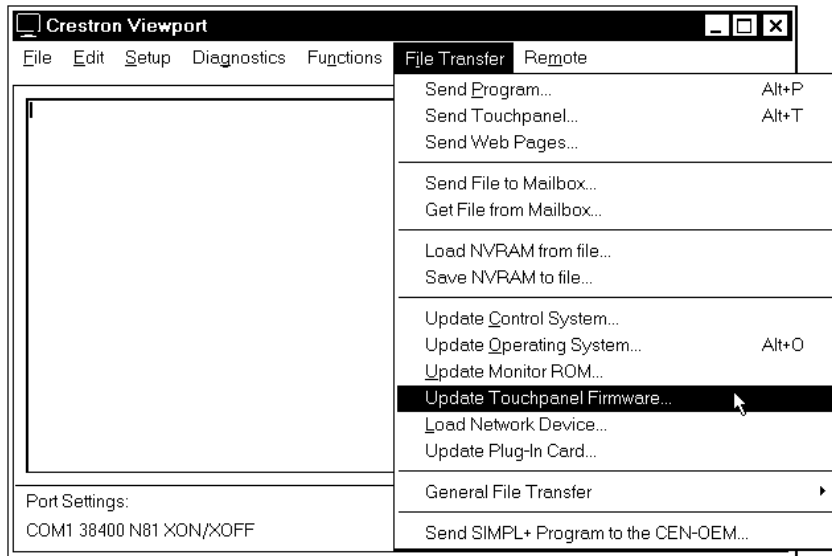 Crestron Viewport
File Edit Setup Diagnostics Functions File Transfer Remote
Send Program... Alt+P
Send Touchpanel... Alt+T
Send Web Pages...
Send File to Mailbox...
Get File from Mailbox...
Load NVRAM from file...
Save NVRAM to file...
Update Control System...
Update Operating System... Alt+O
Update Monitor ROM...
Update Touchpanel Firmware...
Load Network Device...
Update Plug-In Card...
General File Transfer
Send SIMPL+ Program to the CEN-OEM...
Port Settings:
COM1 38400 N81 XON/XOFF